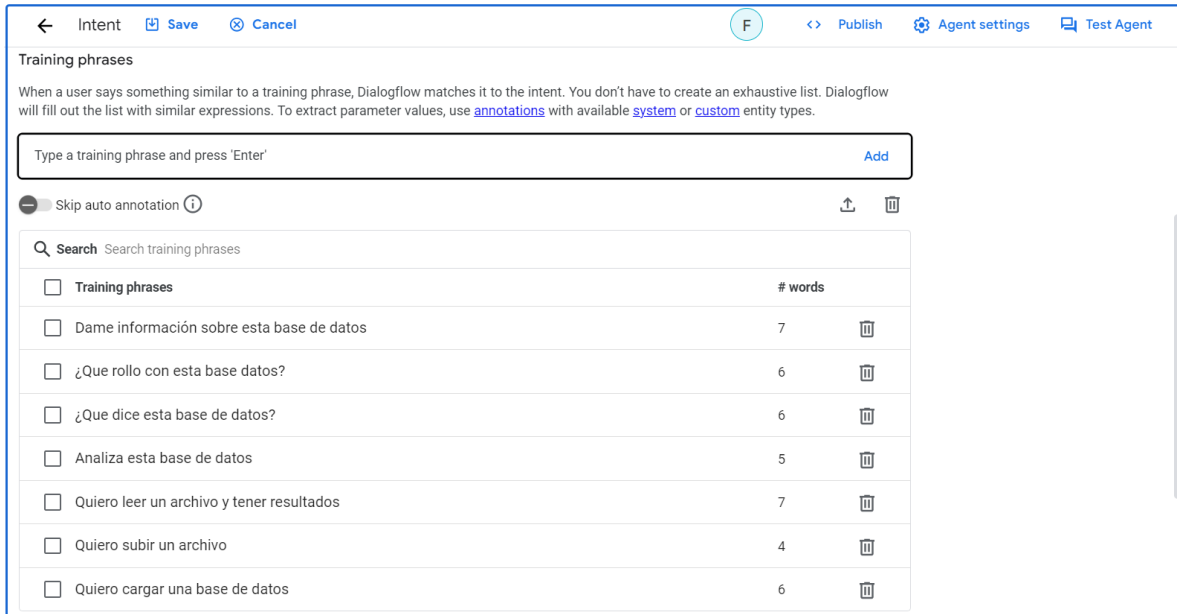 Intent Save Cancel F <> Publish Agent settings Test Agent
Training phrases
When a user says something similar to a training phrase, Dialogflow matches it to the intent. You don't have to create an exhaustive list. Dialogflow
will fill out the list with similar expressions. To extract parameter values, use annotations with available system or custom entity types.
Type a training phrase and press 'Enter' Add
Skip auto annotation
Search Search training phrases
Training phrases # words
Dame información sobre esta base de datos 7
¿Que rollo con esta base datos? 6
¿Que dice esta base de datos? 6
Analiza esta base de datos 5
Quiero leer un archivo y tener resultados 7
Quiero subir un archivo 4
Quiero cargar una base de datos 6